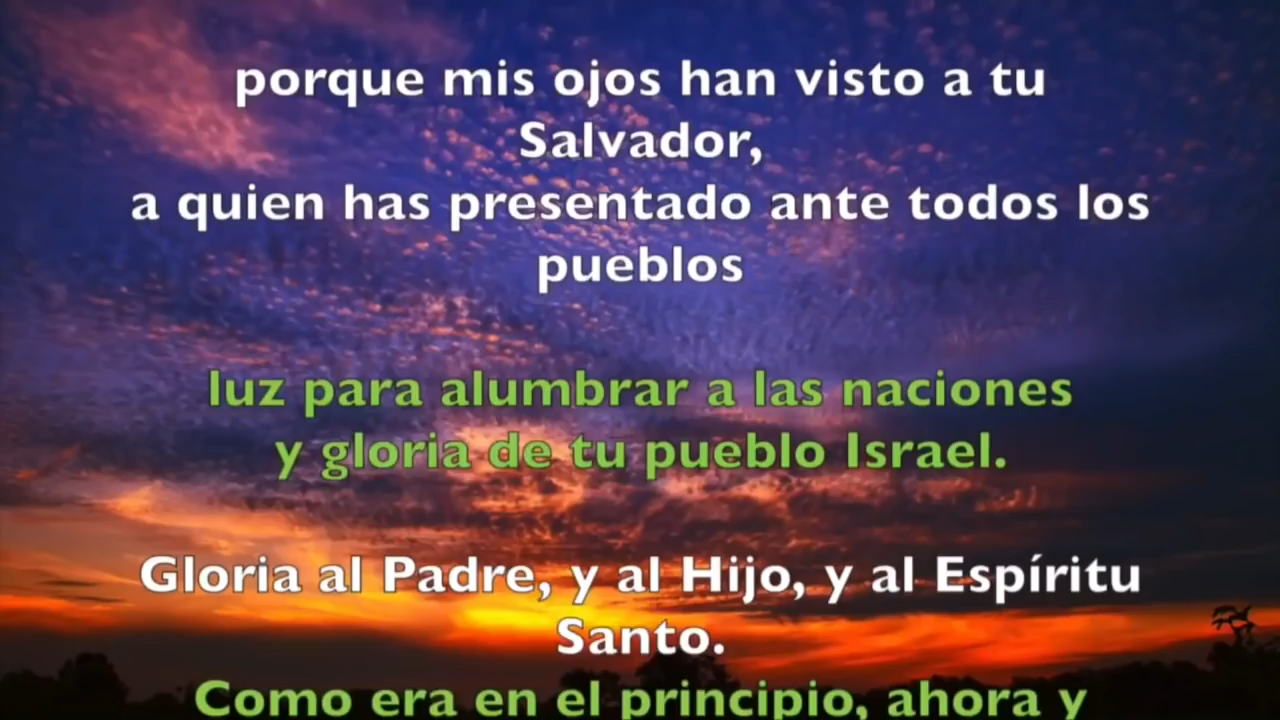 porque mis ojos han visto a tu
Salvador,
a quien has presentado ante todos los
pueblos
luz para alumbrar a las naciones
y gloria de tu pueblo Israel.
Gloria al Padre, y al Hijo, y al Espíritu
Santo.
Como era en el principio, ahora y